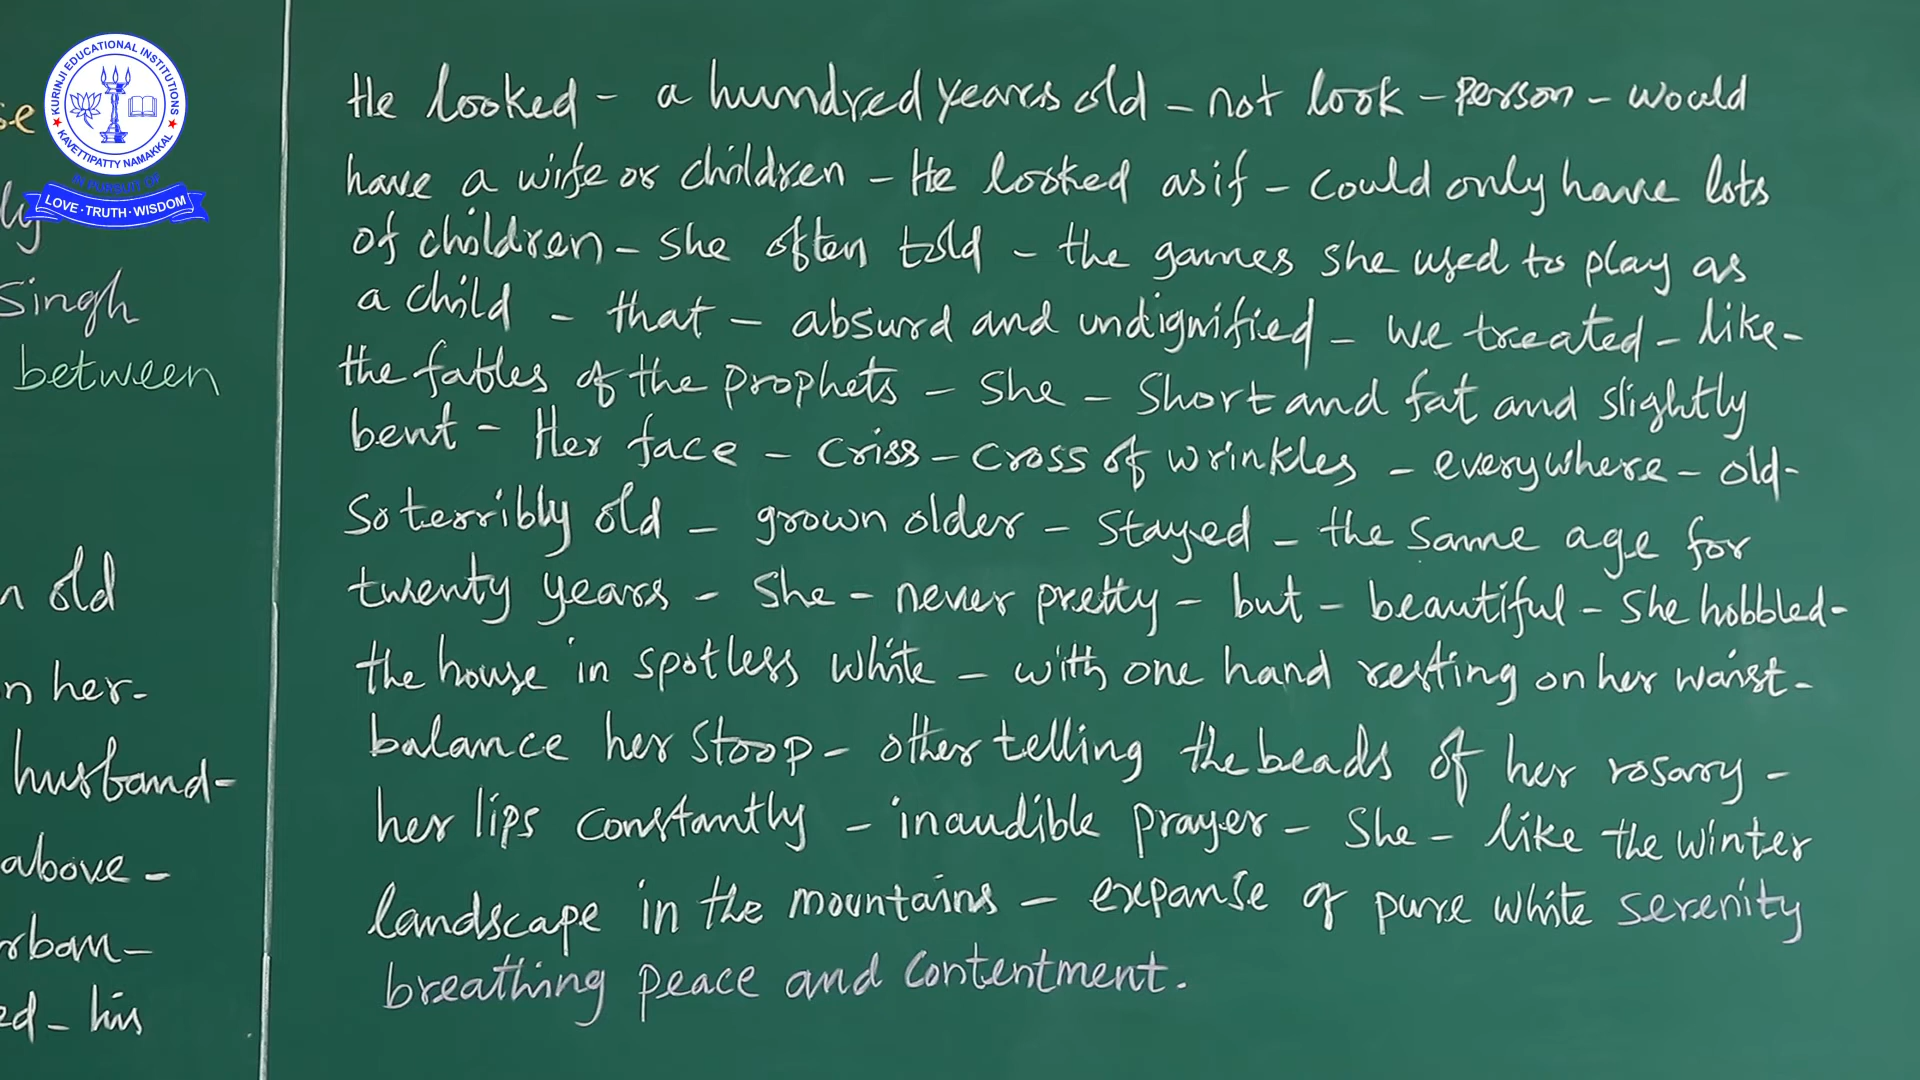 KURINJI EDUCATIONAL INSTITUTIONS
KAVETTIPATTY NAMAKKAL
IN PURSUIT OF
LOVE · TRUTH · WISDOM
se
ly
Singh
between
n old
n her-
husband-
above -
rban -
ed - his
He looked - a hundred years old - not look - person - would
have a wife or children - He looked as if - could only have lots
of children - she often told - the games she used to play as
a child - that - absurd and undignified - we treated - like -
the fables of the prophets - She - Short and fat and slightly
bent - Her face - criss - cross of wrinkles - everywhere - old -
so terribly old - grown older - Stayed - the same age for
twenty years - She - never pretty - but - beautiful - She hobbled -
the house in spotless white - with one hand resting on her waist -
balance her stoop - other telling the beads of her rosary -
her lips constantly - inaudible prayer - She - like the winter
landscape in the mountains - expanse of pure white serenity
breathing peace and contentment.